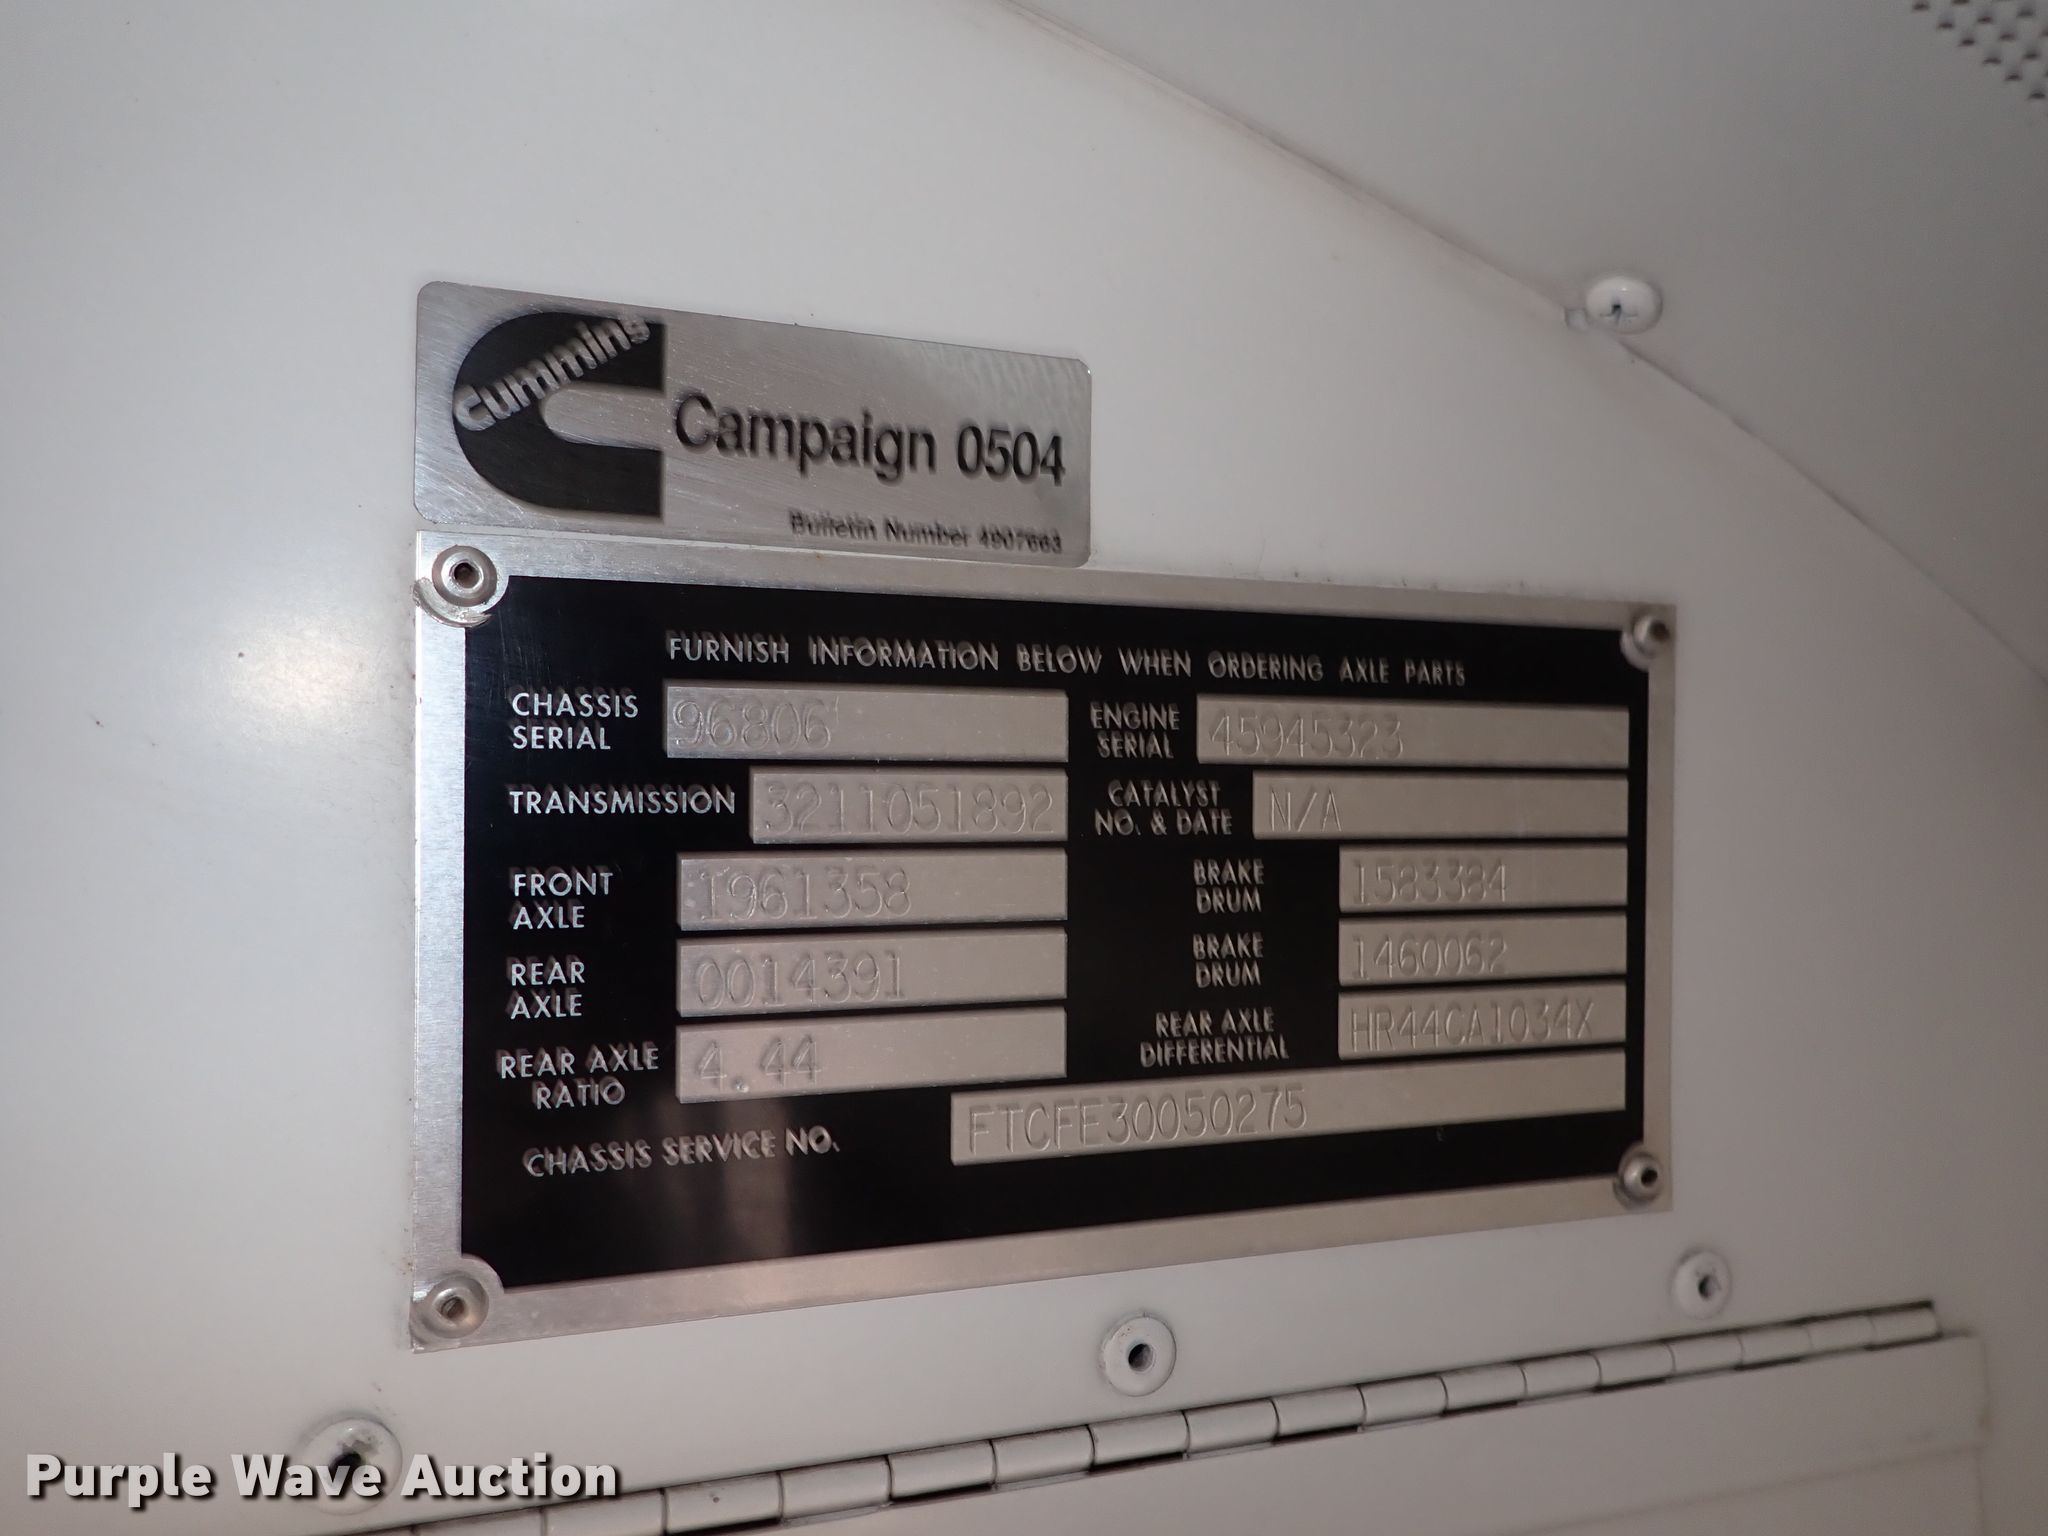 Cummins
Campaign 0504
Bulletin Number 4907663
FURNISH INFORMATION BELOW WHEN ORDERING AXLE PARTS
CHASSIS SERIAL 96806
ENGINE SERIAL 45945323
TRANSMISSION 3211051892
CATALYST NO. & DATE N/A
FRONT AXLE 1961358
BRAKE DRUM 1583384
REAR AXLE 0014391
BRAKE DRUM 1460062
REAR AXLE RATIO 4.44
REAR AXLE DIFFERENTIAL HR44CA1034X
CHASSIS SERVICE NO. FTCFE30050275
Purple Wave Auction